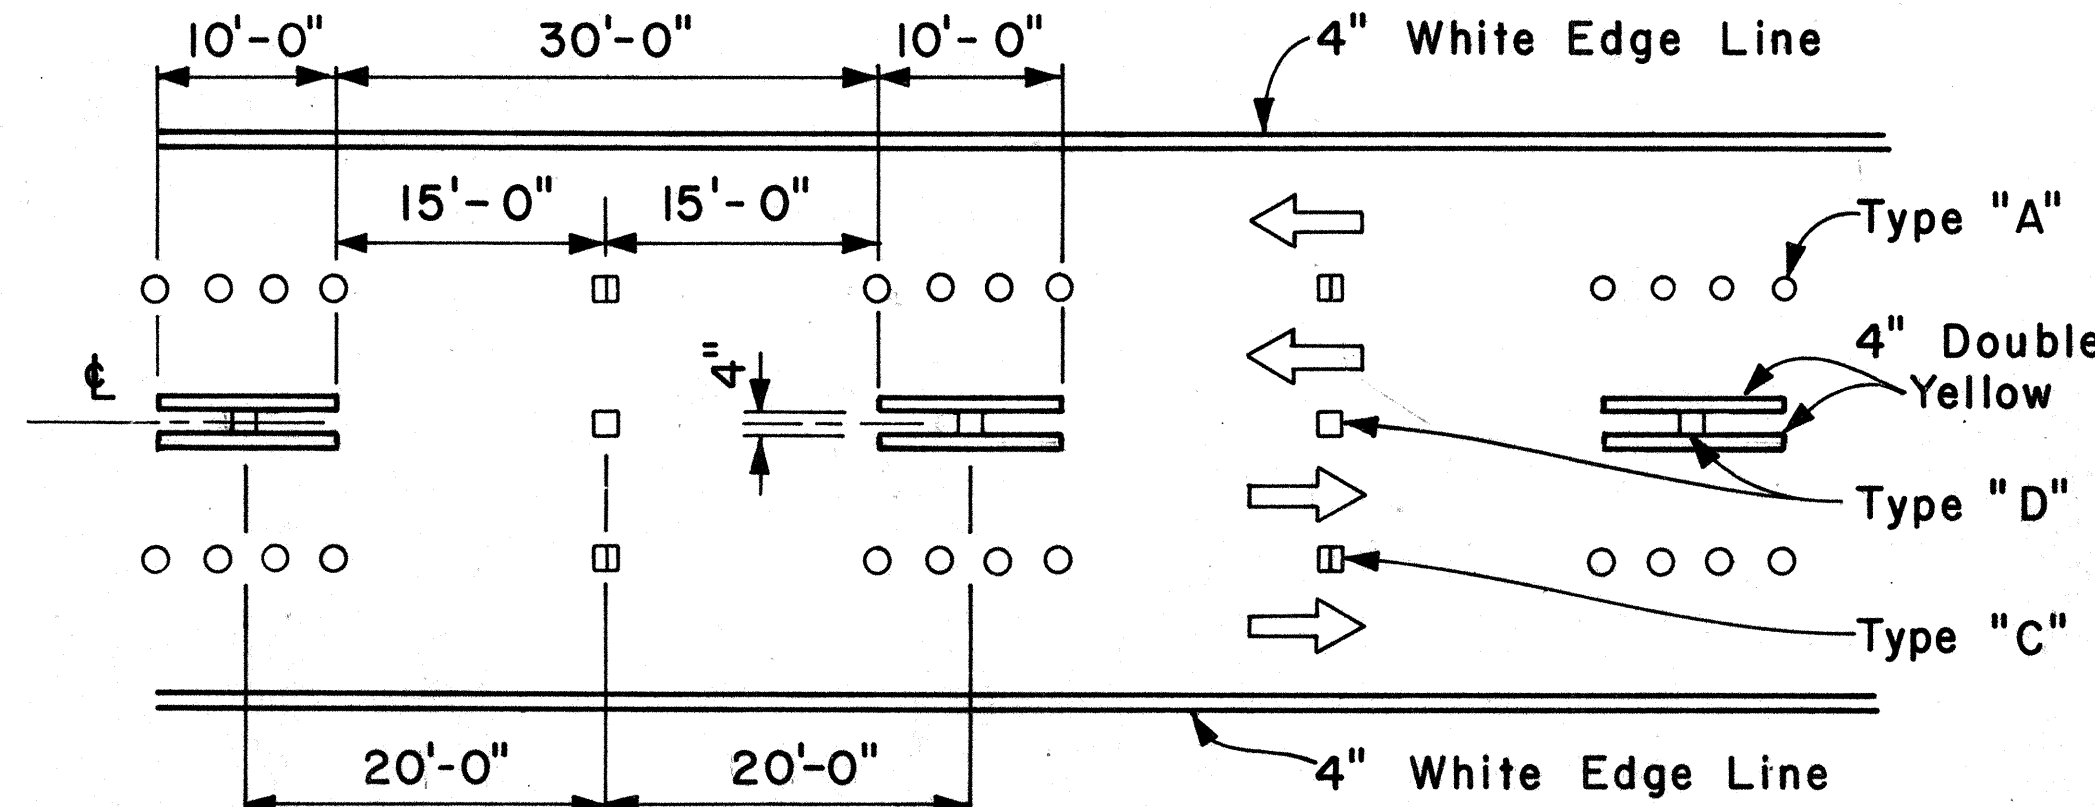 10'-0" 30'-0" 10'-0" 4" White Edge Line
15'-0" 15'-0" Type "A"
4" Double
Yellow
℄ 4"
Type "D"
Type "C"
20'-0" 20'-0" 4" White Edge Line